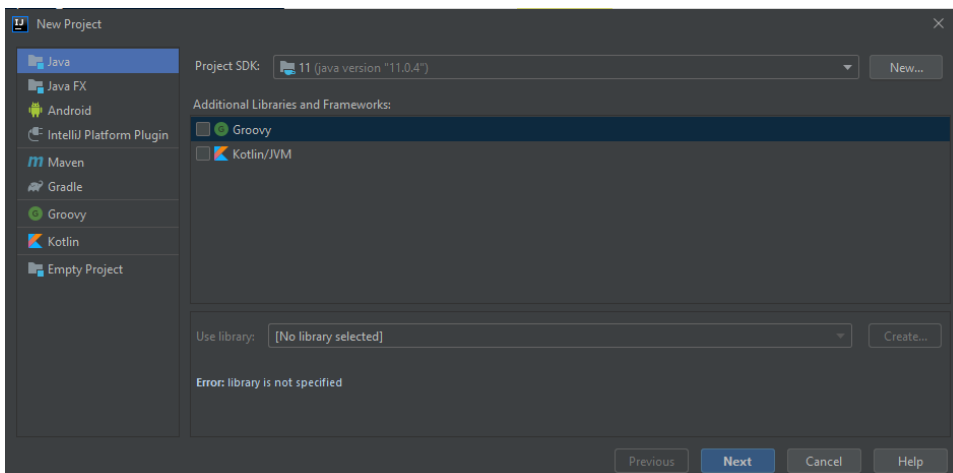 New Project
Java
Java FX
Android
IntelliJ Platform Plugin
Maven
Gradle
Groovy
Kotlin
Empty Project
Project SDK: 11 (java version "11.0.4") New...
Additional Libraries and Frameworks:
Groovy
Kotlin/JVM
Use library: [No library selected] Create...
Error: library is not specified
Previous Next Cancel Help